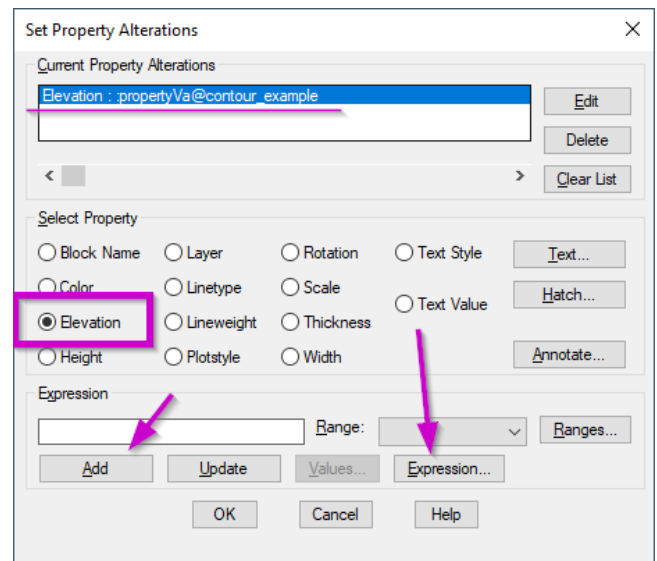 Set Property Alterations
Current Property Alterations
Elevation : :propertyVa@contour_example
Edit
Delete
Clear List
Select Property
Block Name Layer Rotation Text Style Text...
Color Linetype Scale Text Value Hatch...
Elevation Lineweight Thickness
Height Plotstyle Width Annotate...
Expression
Range: Ranges...
Add Update Values... Expression...
OK Cancel Help